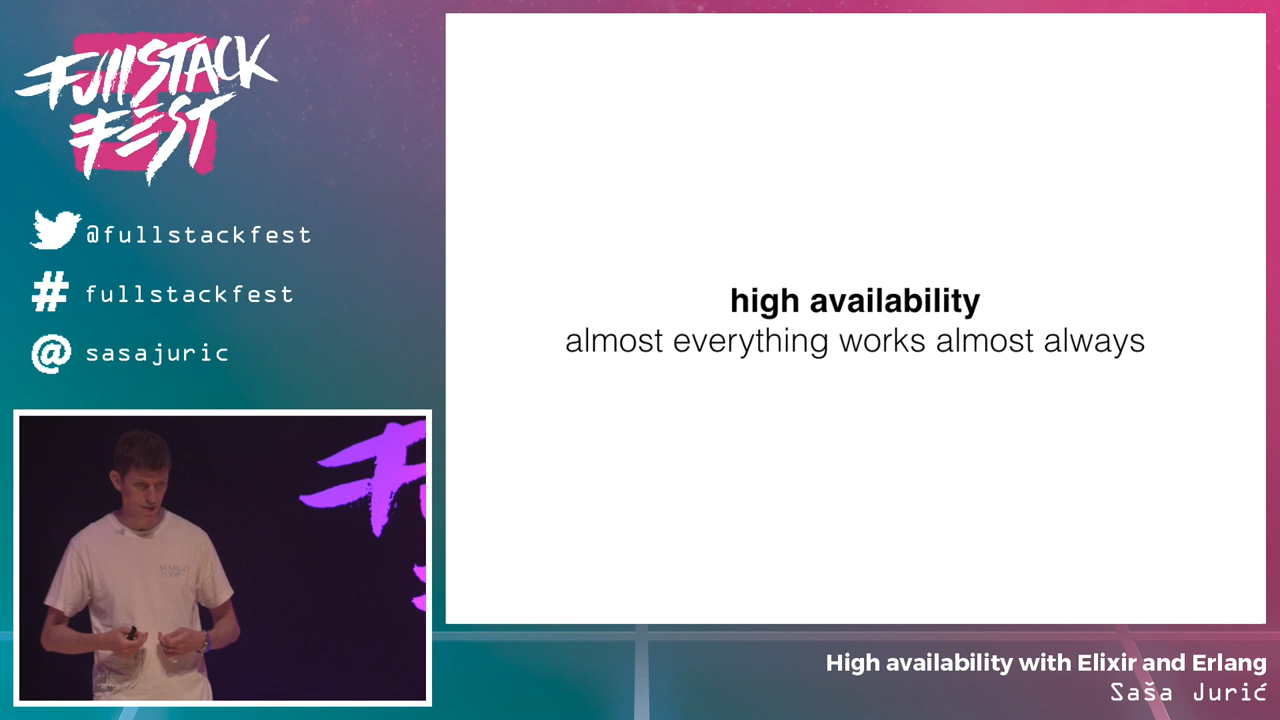 FullStack
Fest
@fullstackfest
# fullstackfest
@ sasajuric
high availability
almost everything works almost always
MARCO
High availability with Elixir and Erlang
Saša Jurić